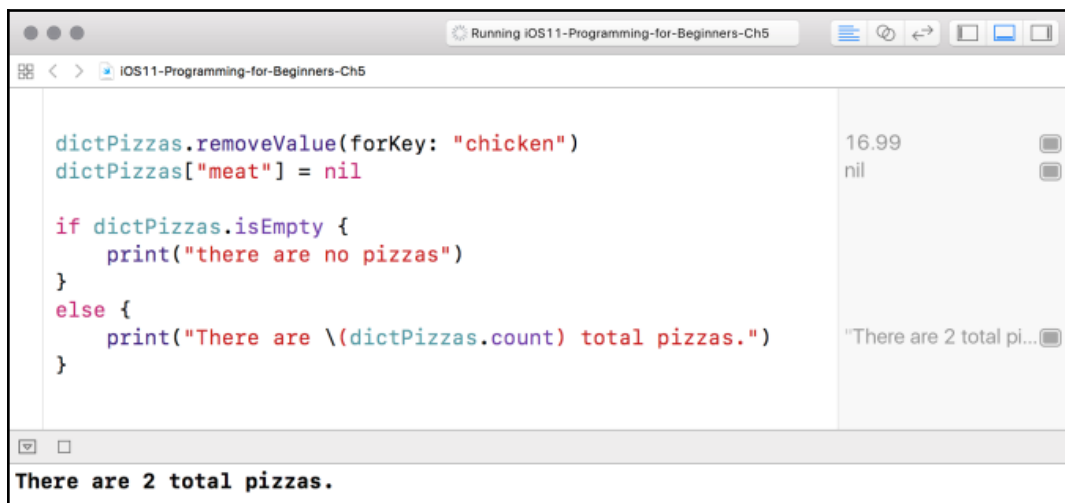 Running iOS11-Programming-for-Beginners-Ch5
iOS11-Programming-for-Beginners-Ch5
dictPizzas.removeValue(forKey: "chicken") 16.99
dictPizzas["meat"] = nil nil
if dictPizzas.isEmpty {
print("there are no pizzas")
}
else {
print("There are \(dictPizzas.count) total pizzas.") "There are 2 total pi...
}
There are 2 total pizzas.